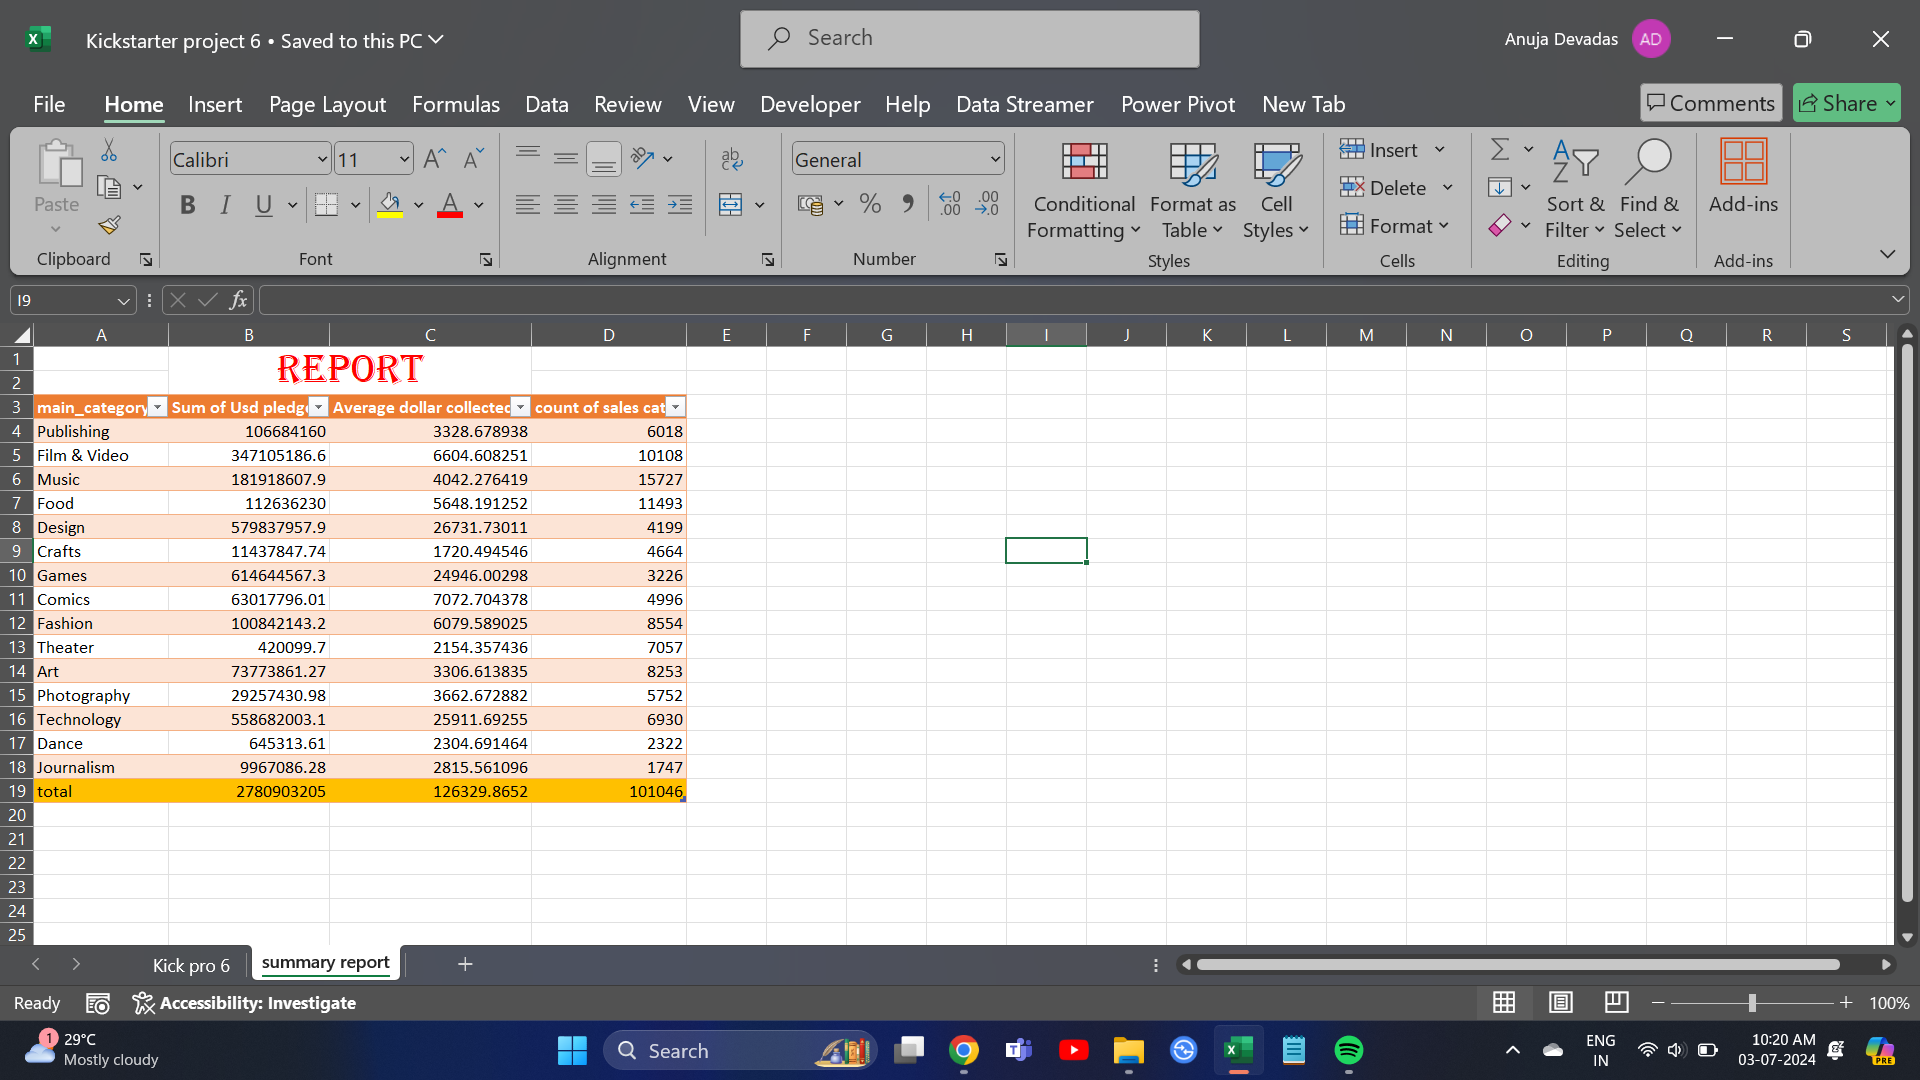 Kickstarter project 6 • Saved to this PC
Search
Anuja Devadas
AD
File Home Insert Page Layout Formulas Data Review View Developer Help Data Streamer Power Pivot New Tab
Comments
Share
Paste
Clipboard
Calibri
11
B I U
A
Font
ab
Alignment
General
% .00 .00
Number
Conditional Formatting
Format as Table
Cell Styles
Styles
Insert
Delete
Format
Cells
Sort & Filter
Find & Select
Editing
Add-ins
Add-ins
I9
fx
A B C D E F G H I J K L M N O P Q R S
1 REPORT
2
3 main_category Sum of Usd pledg Average dollar collected count of sales cat
4 Publishing 106684160 3328.678938 6018
5 Film & Video 347105186.6 6604.608251 10108
6 Music 181918607.9 4042.276419 15727
7 Food 112636230 5648.191252 11493
8 Design 579837957.9 26731.73011 4199
9 Crafts 11437847.74 1720.494546 4664
10 Games 614644567.3 24946.00298 3226
11 Comics 63017796.01 7072.704378 4996
12 Fashion 100842143.2 6079.589025 8554
13 Theater 420099.7 2154.357436 7057
14 Art 73773861.27 3306.613835 8253
15 Photography 29257430.98 3662.672882 5752
16 Technology 558682003.1 25911.69255 6930
17 Dance 645313.61 2304.691464 2322
18 Journalism 9967086.28 2815.561096 1747
19 total 2780903205 126329.8652 101046
20
21
22
23
24
25
Kick pro 6 summary report
Ready Accessibility: Investigate 100%
1
29°C
Mostly cloudy
Search
ENG
IN
10:20 AM
03-07-2024
PRE